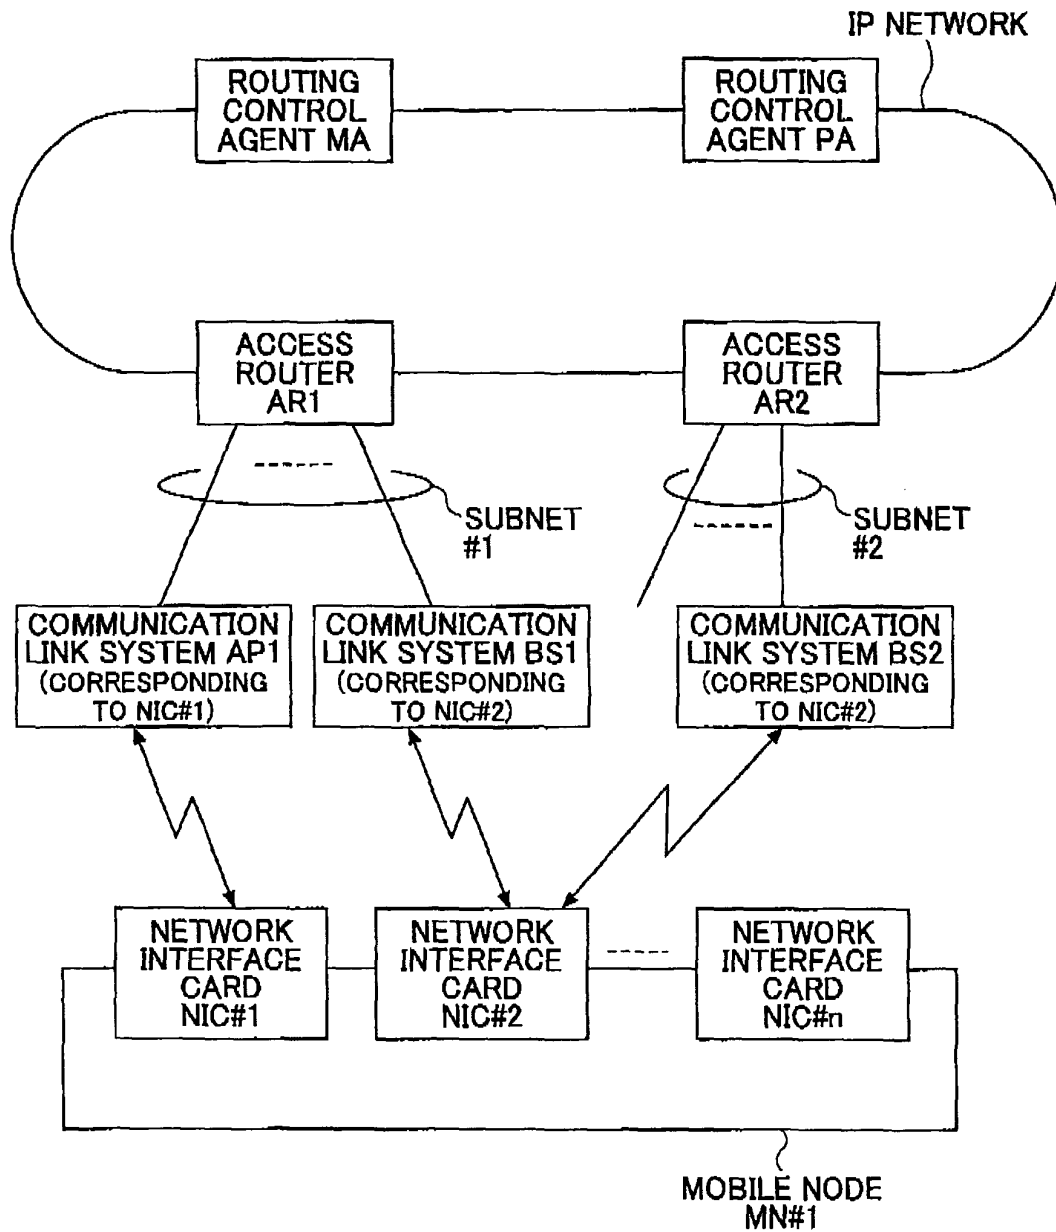 IP NETWORK
ROUTING
CONTROL
AGENT MA
ROUTING
CONTROL
AGENT PA
ACCESS
ROUTER
AR1
ACCESS
ROUTER
AR2
SUBNET
#1
SUBNET
#2
COMMUNICATION
LINK SYSTEM AP1
(CORRESPONDING
TO NIC#1)
COMMUNICATION
LINK SYSTEM BS1
(CORRESPONDING
TO NIC#2)
COMMUNICATION
LINK SYSTEM BS2
(CORRESPONDING
TO NIC#2)
NETWORK
INTERFACE
CARD
NIC#1
NETWORK
INTERFACE
CARD
NIC#2
NETWORK
INTERFACE
CARD
NIC#n
MOBILE NODE
MN#1